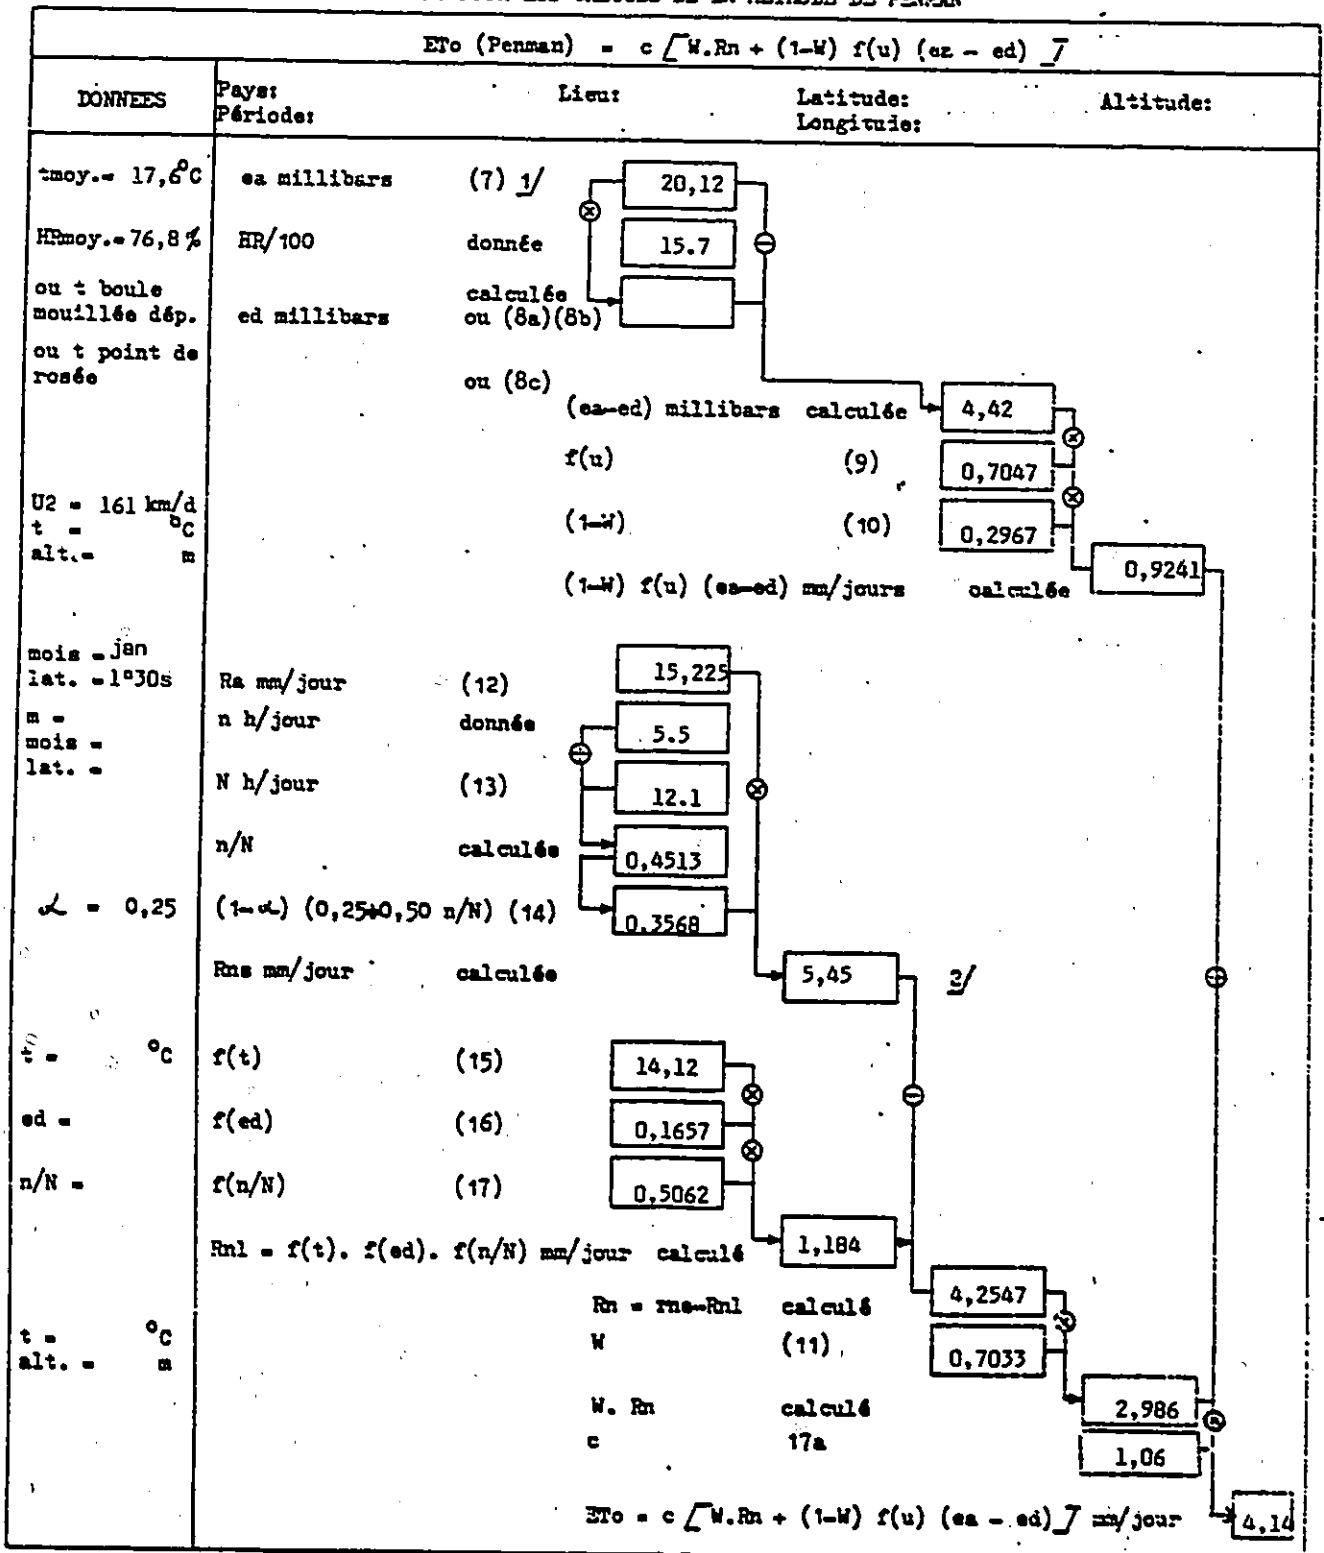 ETo (Penman) = c [W.Rn + (1-W) f(u) (ea - ed)]
DONNEES
Pays: Lieu: Latitude: Altitude:
Période: Longitude:
tmoy.= 17,6°C ea millibars (7) 1/ 20,12
HRmoy.=76,8% HR/100 donnée 15.7
ou t boule mouillée dép. ed millibars calculée ou (8a)(8b)
ou t point de rosée ou (8c)
(ea-ed) millibars calculée 4,42
f(u) (9) 0,7047
U2 = 161 km/d
t = °C (1-W) (10) 0,2967
alt.= m
(1-W) f(u) (ea-ed) mm/jours calculée 0,9241
mois = jan
lat. =1°30s Ra mm/jour (12) 15,225
m = n h/jour donnée 5.5
mois =
lat. = N h/jour (13) 12.1
n/N calculée 0,4513
α = 0,25 (1-α) (0,25+0,50 n/N) (14) 0,3568
Rns mm/jour calculée 5,45 2/
t = °C f(t) (15) 14,12
ed = f(ed) (16) 0,1657
n/N = f(n/N) (17) 0,5062
Rnl = f(t). f(ed). f(n/N) mm/jour calculé 1,184
Rn = rns-Rnl calculé 4,2547
t = °C W (11) 0,7033
alt. = m
W. Rn calculé 2,986
c 17a 1,06
ETo = c [W.Rn + (1-W) f(u) (ea - ed)] mm/jour 4,14